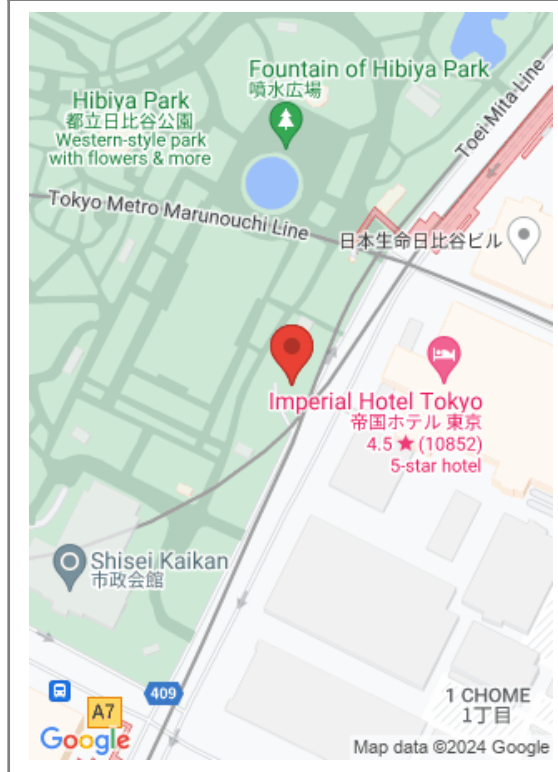 Fountain of Hibiya Park
噴水広場
Hibiya Park
都立日比谷公園
Western-style park
with flowers & more
Toei Mita Line
Tokyo Metro Marunouchi Line
日本生命日比谷ビル
Imperial Hotel Tokyo
帝国ホテル 東京
4.5★(10852)
5-star hotel
Shisei Kaikan
市政会館
409
A7
1 CHOME
1丁目
Google
Map data ©2024 Google